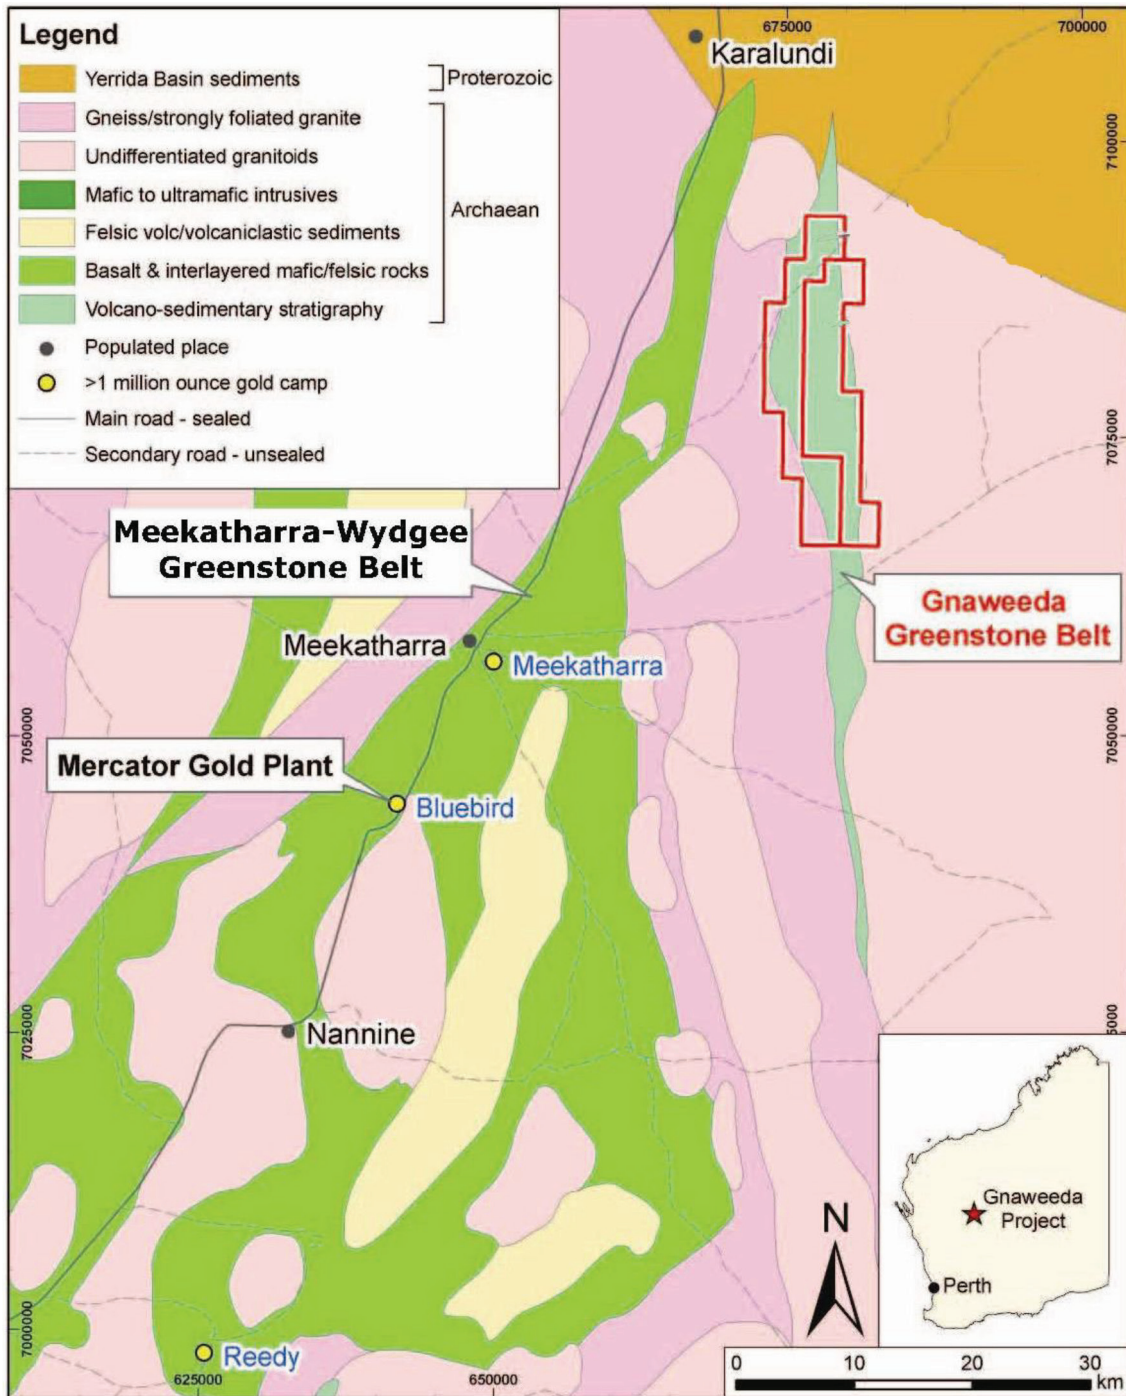 Legend
Yerrida Basin sediments
Proterozoic
Gneiss/strongly foliated granite
Undifferentiated granitoids
Mafic to ultramafic intrusives
Felsic volc/volcaniclastic sediments
Basalt & interlayered mafic/felsic rocks
Volcano-sedimentary stratigraphy
Archaean
Populated place
>1 million ounce gold camp
Main road - sealed
Secondary road - unsealed
675000
700000
Karalundi
7100000
7075000
Meekatharra-Wydgee
Greenstone Belt
Gnaweeda
Greenstone Belt
Meekatharra
Meekatharra
7050000
7050000
Mercator Gold Plant
Bluebird
7025000
Nannine
5000
Gnaweeda
Project
Perth
N
7000000
Reedy
625000
650000
0
10
20
30
km